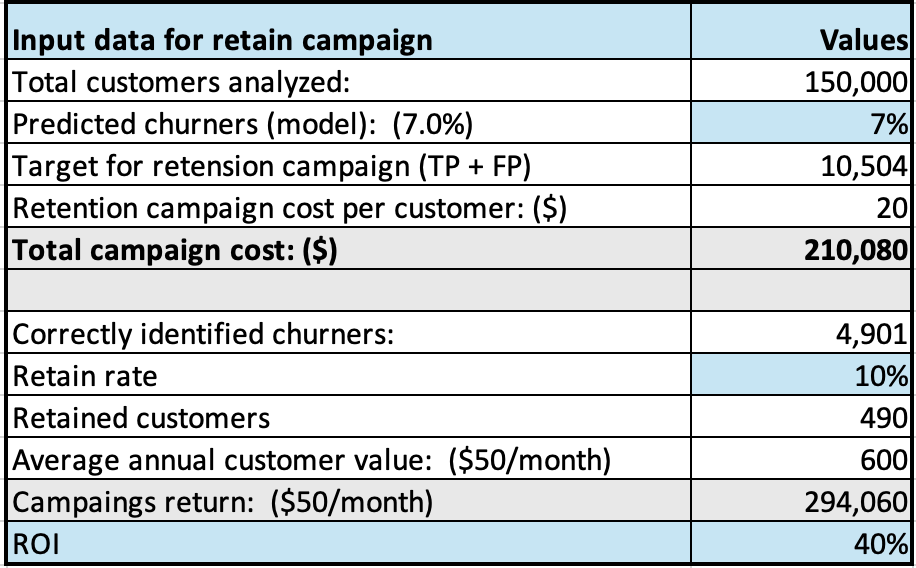 Input data for retain campaign Values
Total customers analyzed: 150,000
Predicted churners (model): (7.0%) 7%
Target for retension campaign (TP + FP) 10,504
Retention campaign cost per customer: ($) 20
Total campaign cost: ($) 210,080
Correctly identified churners: 4,901
Retain rate 10%
Retained customers 490
Average annual customer value: ($50/month) 600
Campaings return: ($50/month) 294,060
ROI 40%